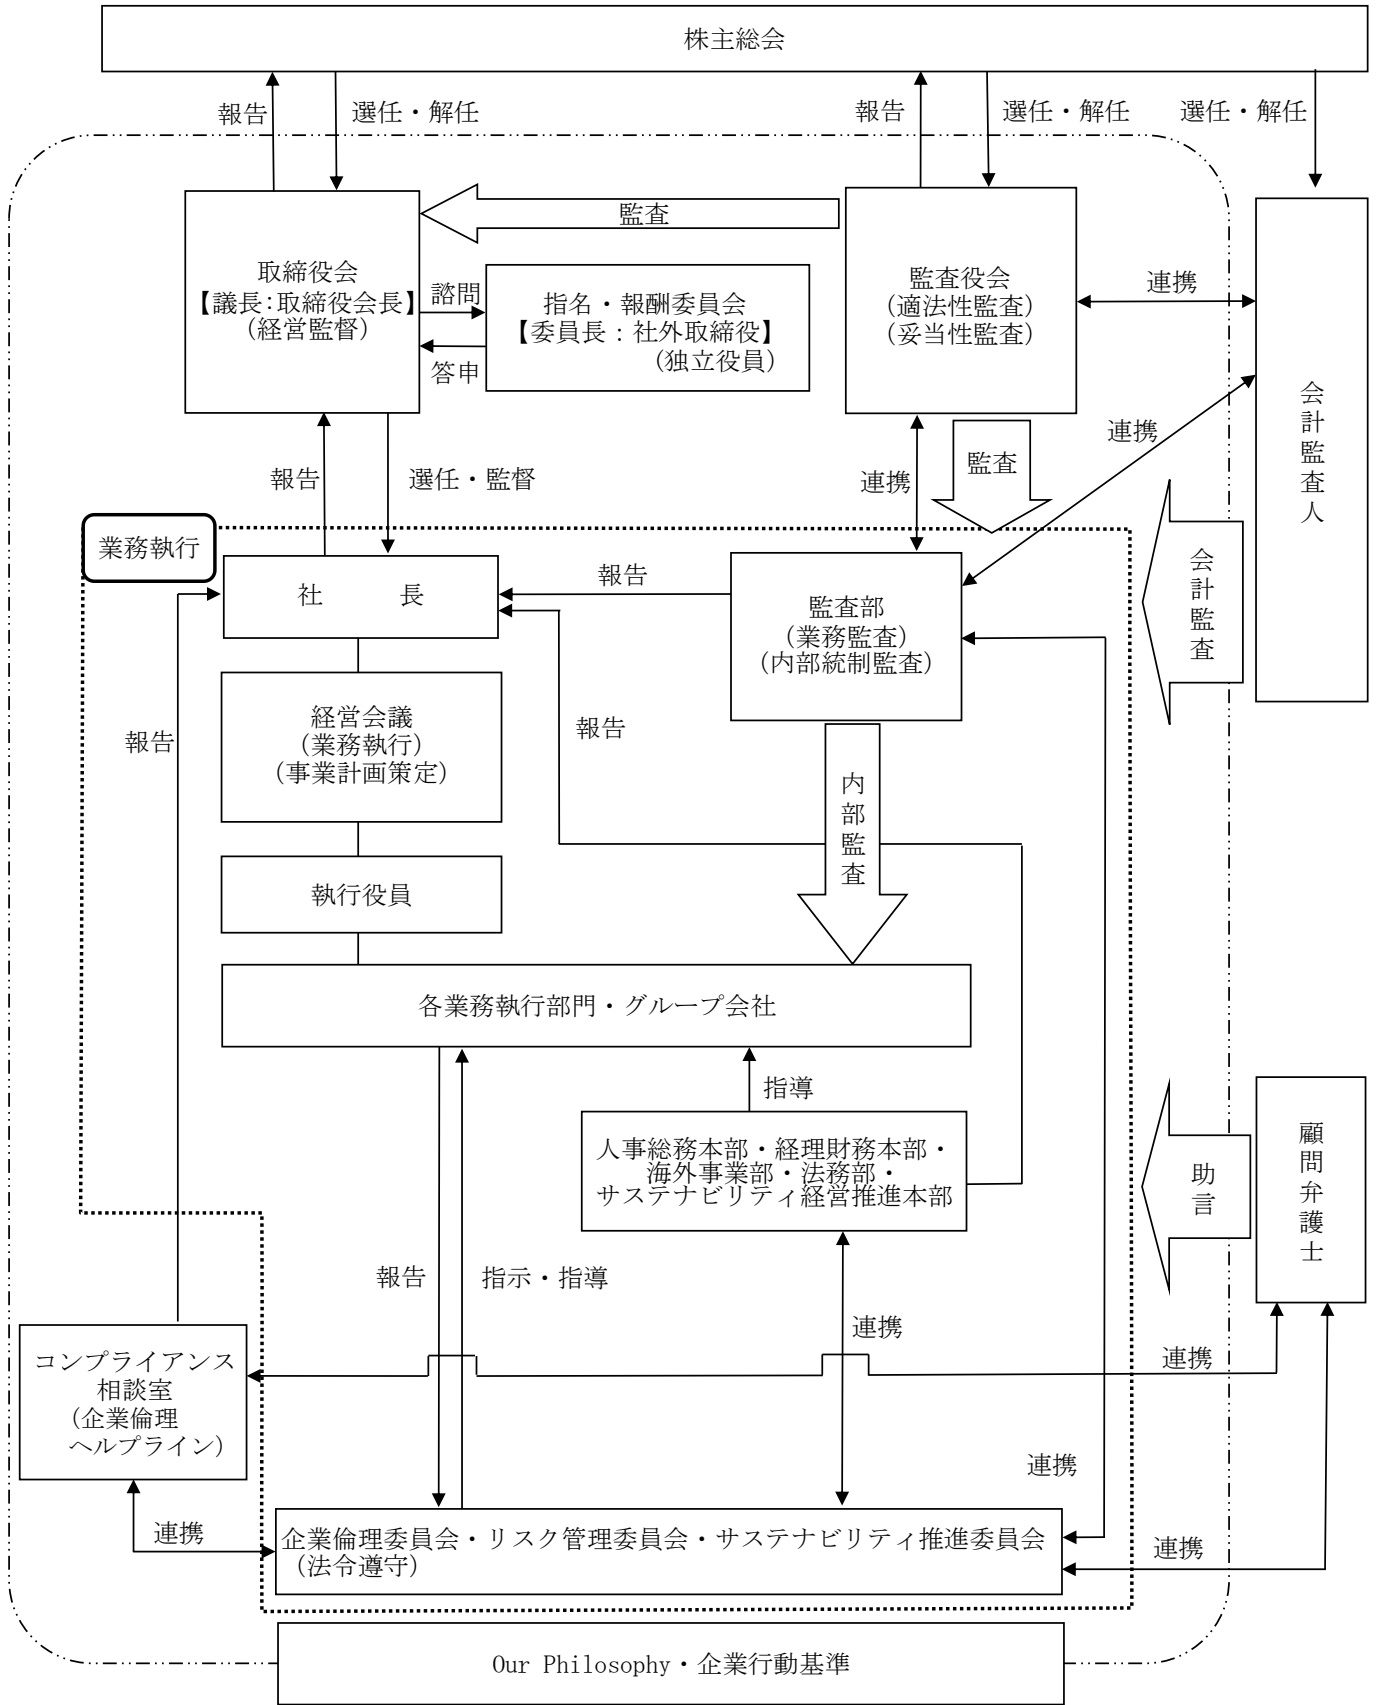 株主総会
報告
選任・解任
報告
選任・解任
選任・解任
監査
取締役会
【議長:取締役会長】
(経営監督)
諮問
答申
指名・報酬委員会
【委員長：社外取締役】
(独立役員)
監査役会
(適法性監査)
(妥当性監査)
連携
会計監査人
連携
報告
選任・監督
連携
監査
業務執行
社　　　長
報告
監査部
(業務監査)
(内部統制監査)
会計監査
経営会議
(業務執行)
(事業計画策定)
報告
報告
内部監査
執行役員
各業務執行部門・グループ会社
指導
人事総務本部・経理財務本部・
海外事業部・法務部・
サステナビリティ経営推進本部
助言
顧問弁護士
報告
指示・指導
連携
連携
コンプライアンス
相談室
(企業倫理
ヘルプライン)
連携
連携
連携
企業倫理委員会・リスク管理委員会・サステナビリティ推進委員会
(法令遵守)
Our Philosophy・企業行動基準